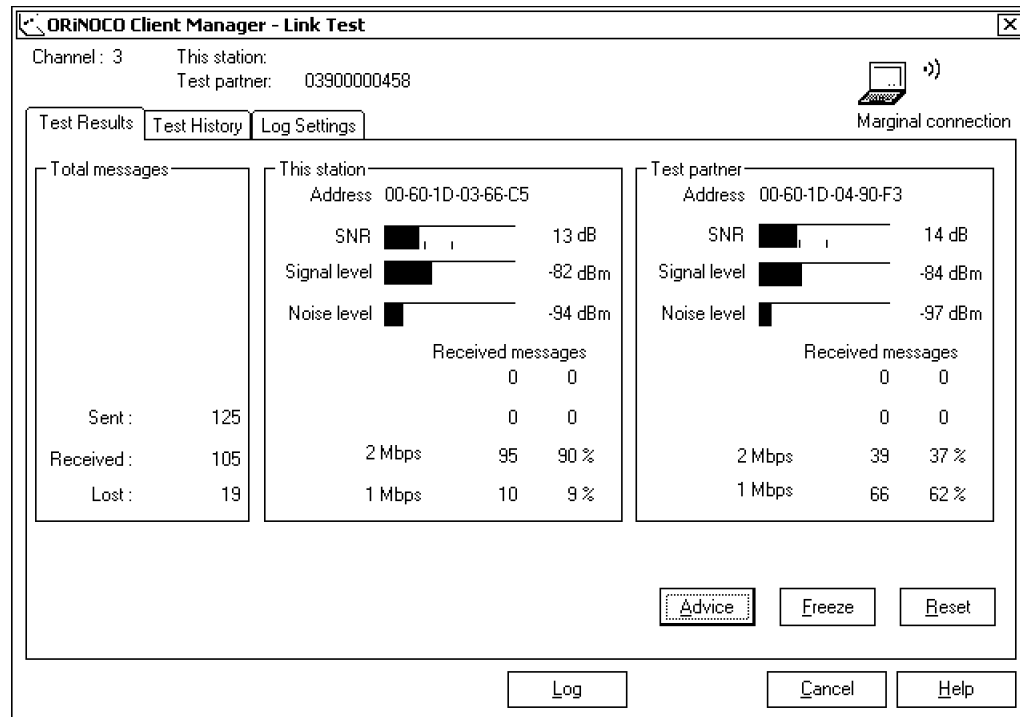 ORiNOCO Client Manager - Link Test
Channel : 3 This station:
Test partner: 03900000458
Marginal connection
Test Results Test History Log Settings
Total messages
Sent : 125
Received : 105
Lost : 19
This station
Address 00-60-1D-03-66-C5
SNR 13 dB
Signal level -82 dBm
Noise level -94 dBm
Received messages
0 0
0 0
2 Mbps 95 90 %
1 Mbps 10 9 %
Test partner
Address 00-60-1D-04-90-F3
SNR 14 dB
Signal level -84 dBm
Noise level -97 dBm
Received messages
0 0
0 0
2 Mbps 39 37 %
1 Mbps 66 62 %
Advice Freeze Reset
Log Cancel Help